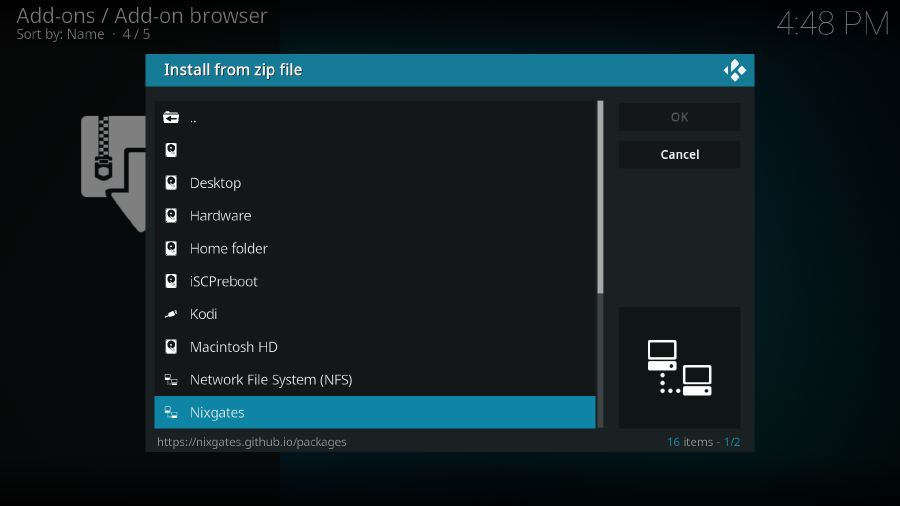 Add-ons / Add-on browser
Sort by: Name · 4 / 5
4:48 PM
Install from zip file
..
Desktop
Hardware
Home folder
iSCPreboot
Kodi
Macintosh HD
Network File System (NFS)
Nixgates
OK
Cancel
https://nixgates.github.io/packages
16 items - 1/2